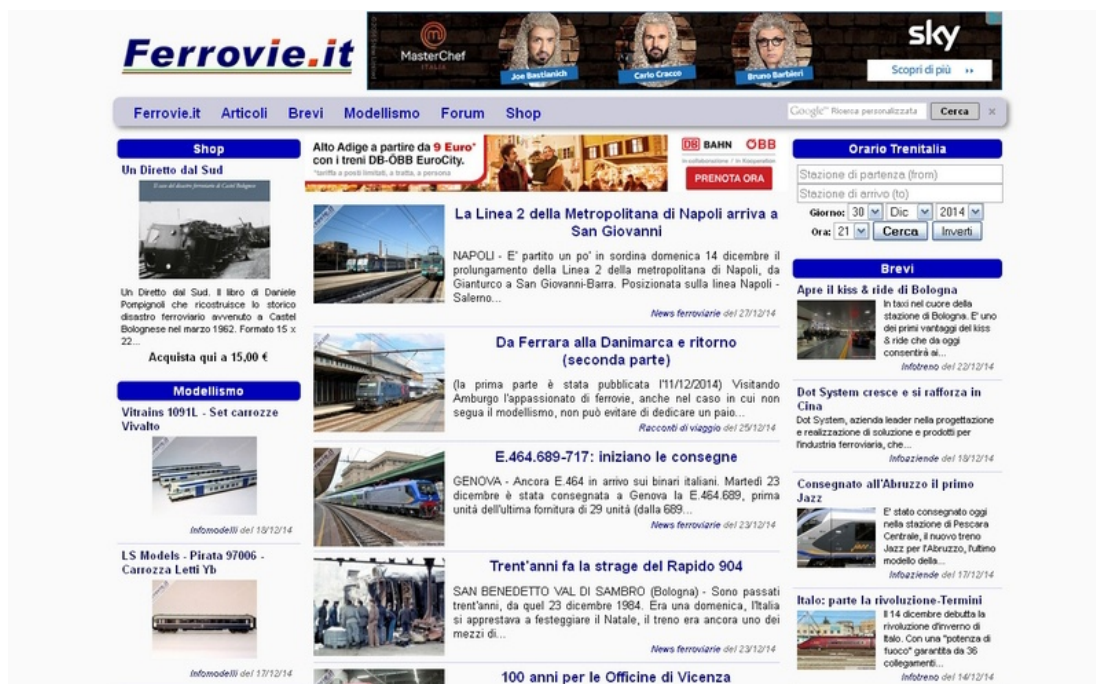 Ferrovie.it
MasterChef
ITALIA
Joe Bastianich
Carlo Cracco
Bruno Barbieri
sky
Scopri di più
Ferrovie.it Articoli Brevi Modellismo Forum Shop
Google™ Ricerca personalizzata Cerca ×
Shop
Un Diretto dal Sud
Il caso del disastro ferroviario di Castel Bolognese
Un Diretto dal Sud. Il libro di Daniele
Pompignoli che ricostruisce lo storico
disastro ferroviario avvenuto a Castel
Bolognese nel marzo 1962. Formato 15 x
22...
Acquista qui a 15,00 €
Modellismo
Vitrains 1091L - Set carrozze
Vivalto
Infomodelli del 18/12/14
LS Models - Pirata 97006 -
Carrozza Letti Yb
Infomodelli del 17/12/14
Alto Adige a partire da 9 Euro*
con i treni DB-ÖBB EuroCity.
*tariffa a posti limitati, a tratta, a persona
DB BAHN ÖBB
In collaborazione / In Kooperation
PRENOTA ORA
La Linea 2 della Metropolitana di Napoli arriva a
San Giovanni
NAPOLI - E' partito un po' in sordina domenica 14 dicembre il
prolungamento della Linea 2 della metropolitana di Napoli, da
Gianturco a San Giovanni-Barra. Posizionata sulla linea Napoli -
Salerno...
News ferroviarie del 27/12/14
Da Ferrara alla Danimarca e ritorno
(seconda parte)
(la prima parte è stata pubblicata l'11/12/2014) Visitando
Amburgo l'appassionato di ferrovie, anche nel caso in cui non
segua il modellismo, non può evitare di dedicare un paio...
Racconti di viaggio del 25/12/14
E.464.689-717: iniziano le consegne
GENOVA - Ancora E.464 in arrivo sui binari italiani. Martedì 23
dicembre è stata consegnata a Genova la E.464.689, prima
unità dell'ultima fornitura di 29 unità (dalla 689...
News ferroviarie del 23/12/14
Trent'anni fa la strage del Rapido 904
SAN BENEDETTO VAL DI SAMBRO (Bologna) - Sono passati
trent'anni, da quel 23 dicembre 1984. Era una domenica, l'Italia
si apprestava a festeggiare il Natale, il treno era ancora uno dei
mezzi di...
News ferroviarie del 23/12/14
100 anni per le Officine di Vicenza
Orario Trenitalia
Stazione di partenza (from)
Stazione di arrivo (to)
Giorno: 30 Dic 2014
Ora: 21 Cerca Inverti
Brevi
Apre il kiss & ride di Bologna
In taxi nel cuore della
stazione di Bologna. E' uno
dei primi vantaggi del kiss
& ride che da oggi
consentirà ai...
Infotreno del 22/12/14
Dot System cresce e si rafforza in
Cina
Dot System, azienda leader nella progettazione
e realizzazione di soluzione e prodotti per
l'industria ferroviaria, che...
Infoaziende del 18/12/14
Consegnato all'Abruzzo il primo
Jazz
E' stato consegnato oggi
nella stazione di Pescara
Centrale, il nuovo treno
Jazz per l'Abruzzo, l'ultimo
modello della...
Infoaziende del 17/12/14
Italo: parte la rivoluzione-Termini
Il 14 dicembre debutta la
rivoluzione d'inverno di
Italo. Con una "potenza di
fuoco" garantita da 36
collegamenti...
Infotreno del 14/12/14